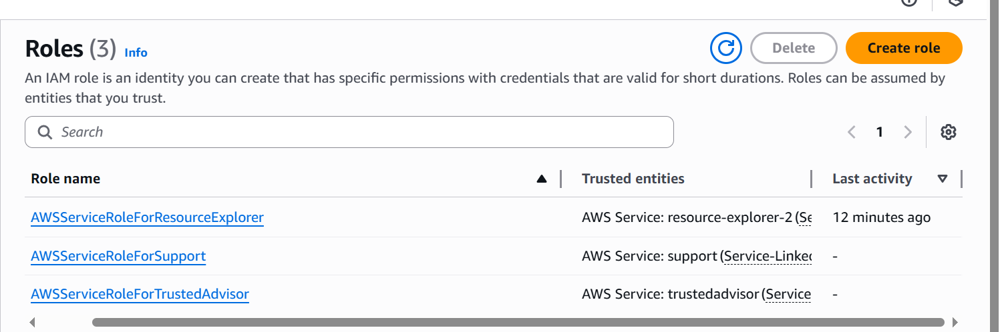 Roles (3) Info
Delete
Create role
An IAM role is an identity you can create that has specific permissions with credentials that are valid for short durations. Roles can be assumed by
entities that you trust.
Search
1
Role name Trusted entities Last activity
AWSServiceRoleForResourceExplorer AWS Service: resource-explorer-2 (Se 12 minutes ago
AWSServiceRoleForSupport AWS Service: support (Service-Linked -
AWSServiceRoleForTrustedAdvisor AWS Service: trustedadvisor (Service -